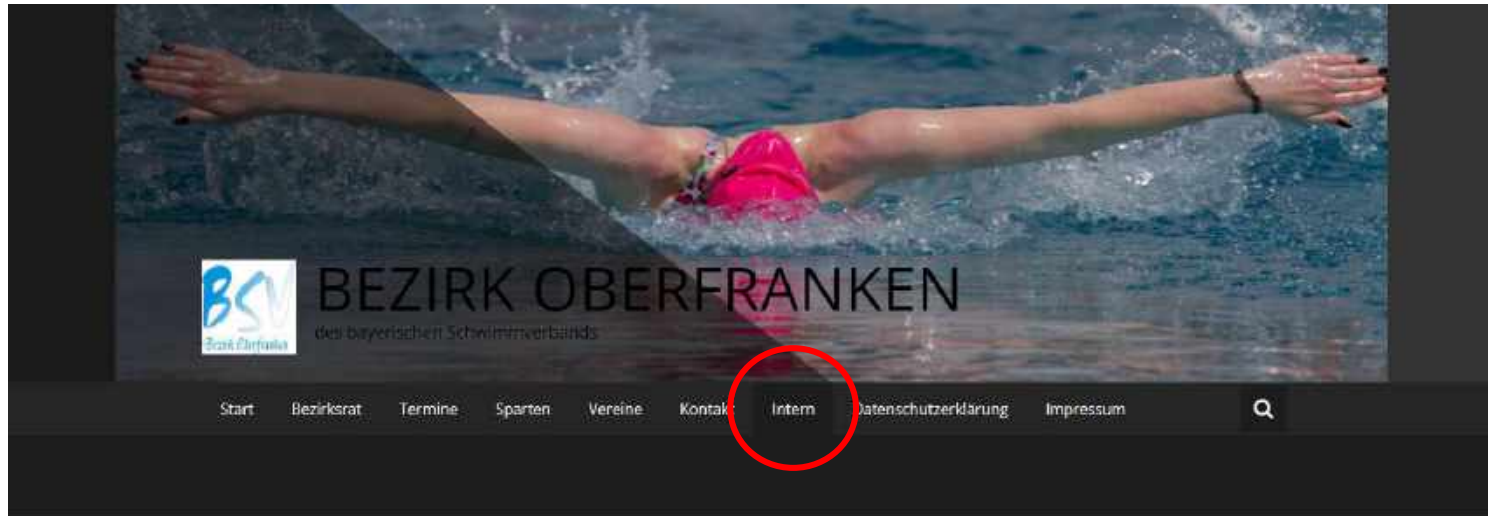 BSV
Bezirk Oberfranken
BEZIRK OBERFRANKEN
des bayerischen Schwimmverbands
Start Bezirksrat Termine Sparten Vereine Kontakt Intern Datenschutzerklärung Impressum